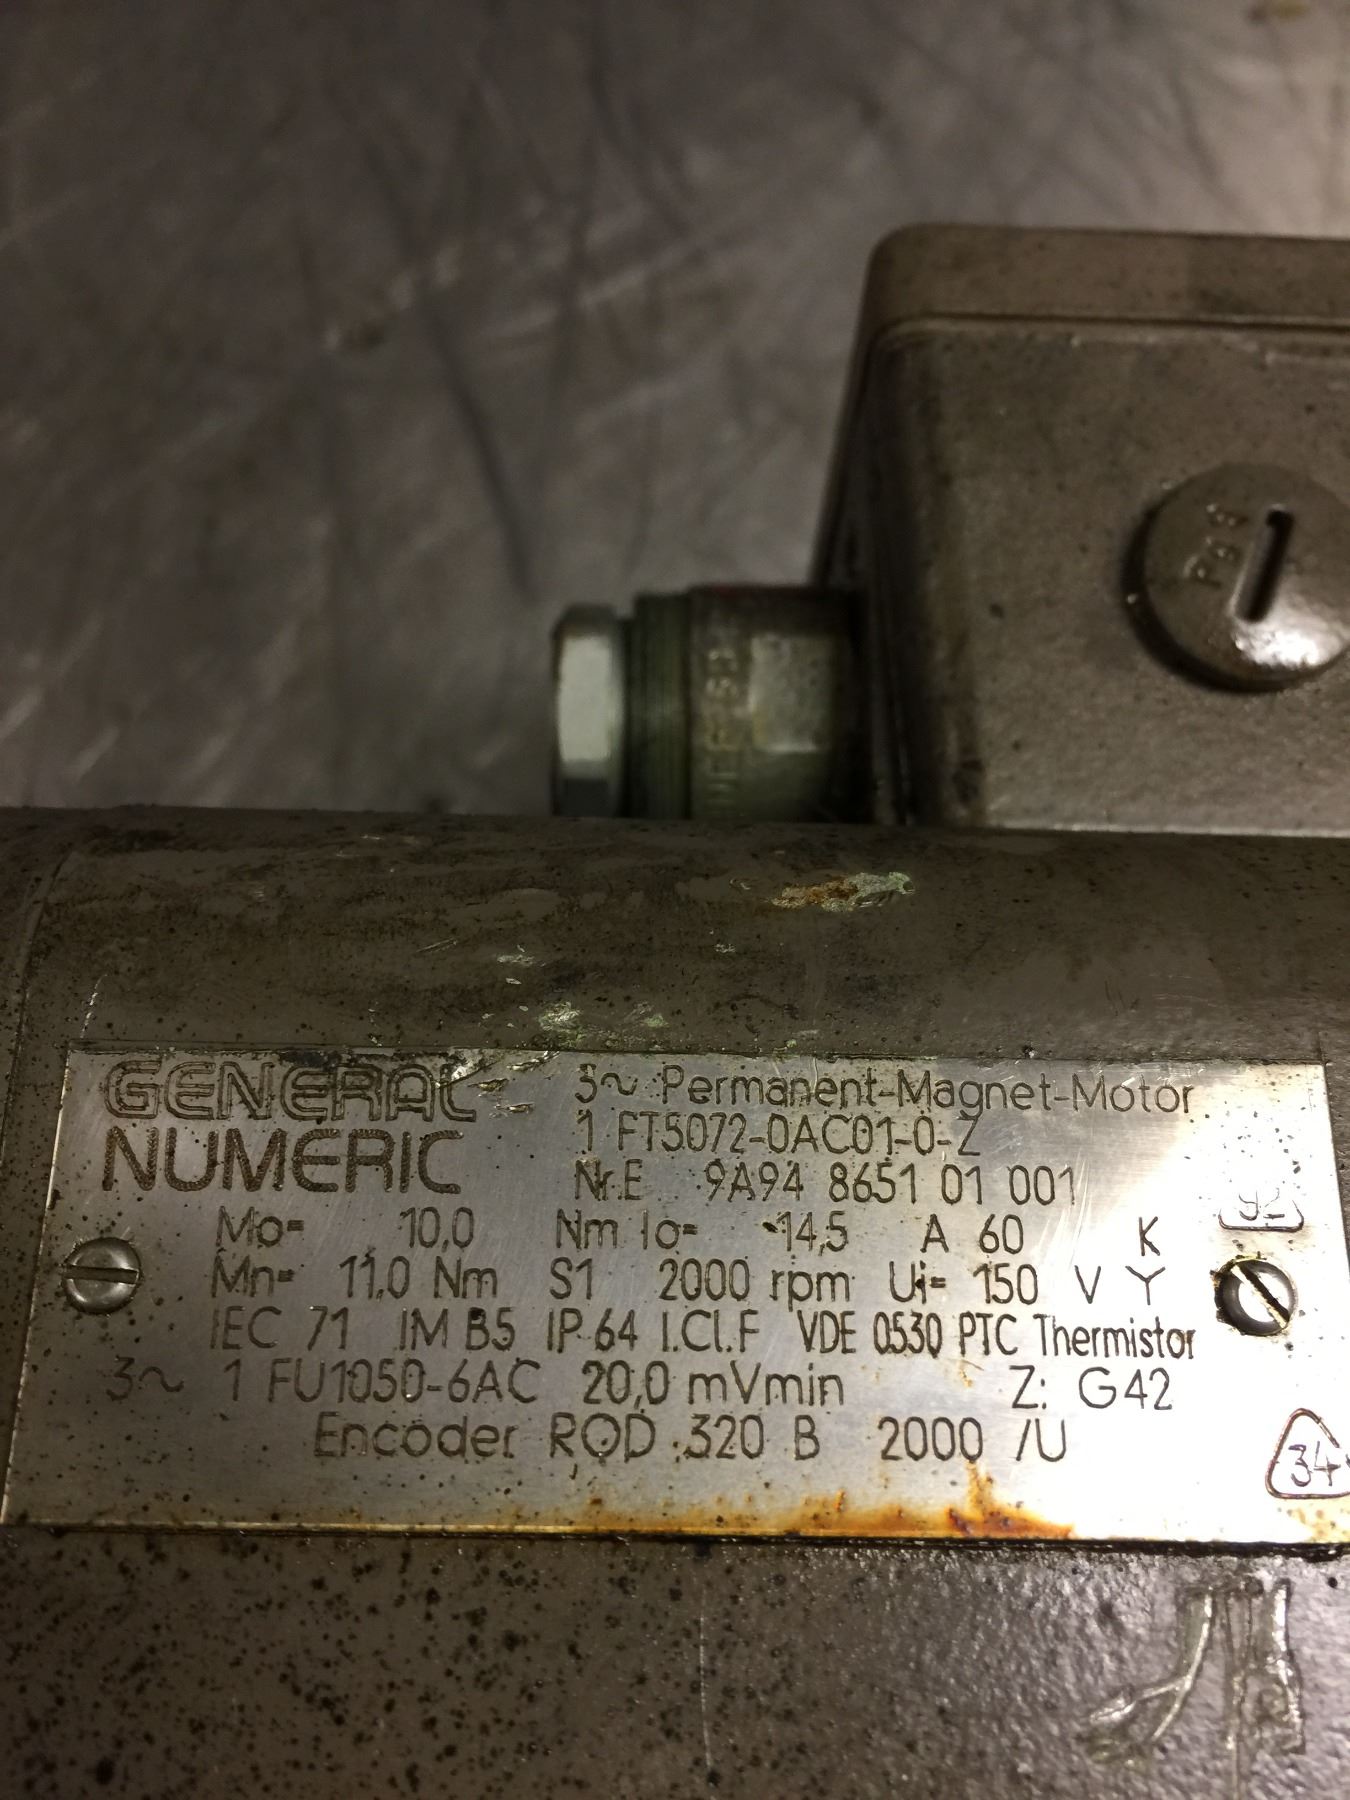 GENERAL
NUMERIC
3~ Permanent-Magnet-Motor
1 FT5072-0AC01-0-Z
Nr.E 9A94 8651 01 001
Mo= 10,0 Nm Io= 14,5 A 60 K
Mn= 11,0 Nm S1 2000 rpm Ui= 150 V Y
IEC 71 IM B5 IP 64 I.Cl.F VDE 0530 PTC Thermistor
3~ 1 FU1050-6AC 20,0 mVmin Z: G42
Encoder ROD 320 B 2000 /U
34